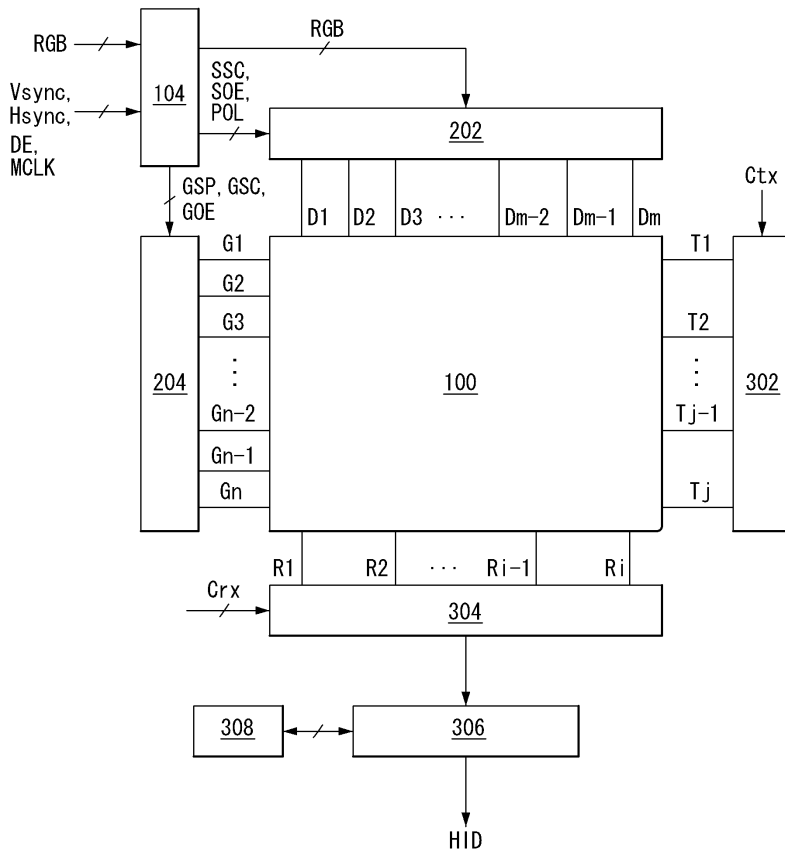 RGB
RGB
Vsync,
Hsync,
DE,
MCLK
104
SSC,
SOE,
POL
202
GSP, GSC,
GOE
D1 D2 D3 ··· Dm-2 Dm-1 Dm
Ctx
G1
G2
G3
⋮
Gn-2
Gn-1
Gn
204
100
T1
T2
⋮
Tj-1
Tj
302
R1 R2 ··· Ri-1 Ri
Crx
304
308
306
HID